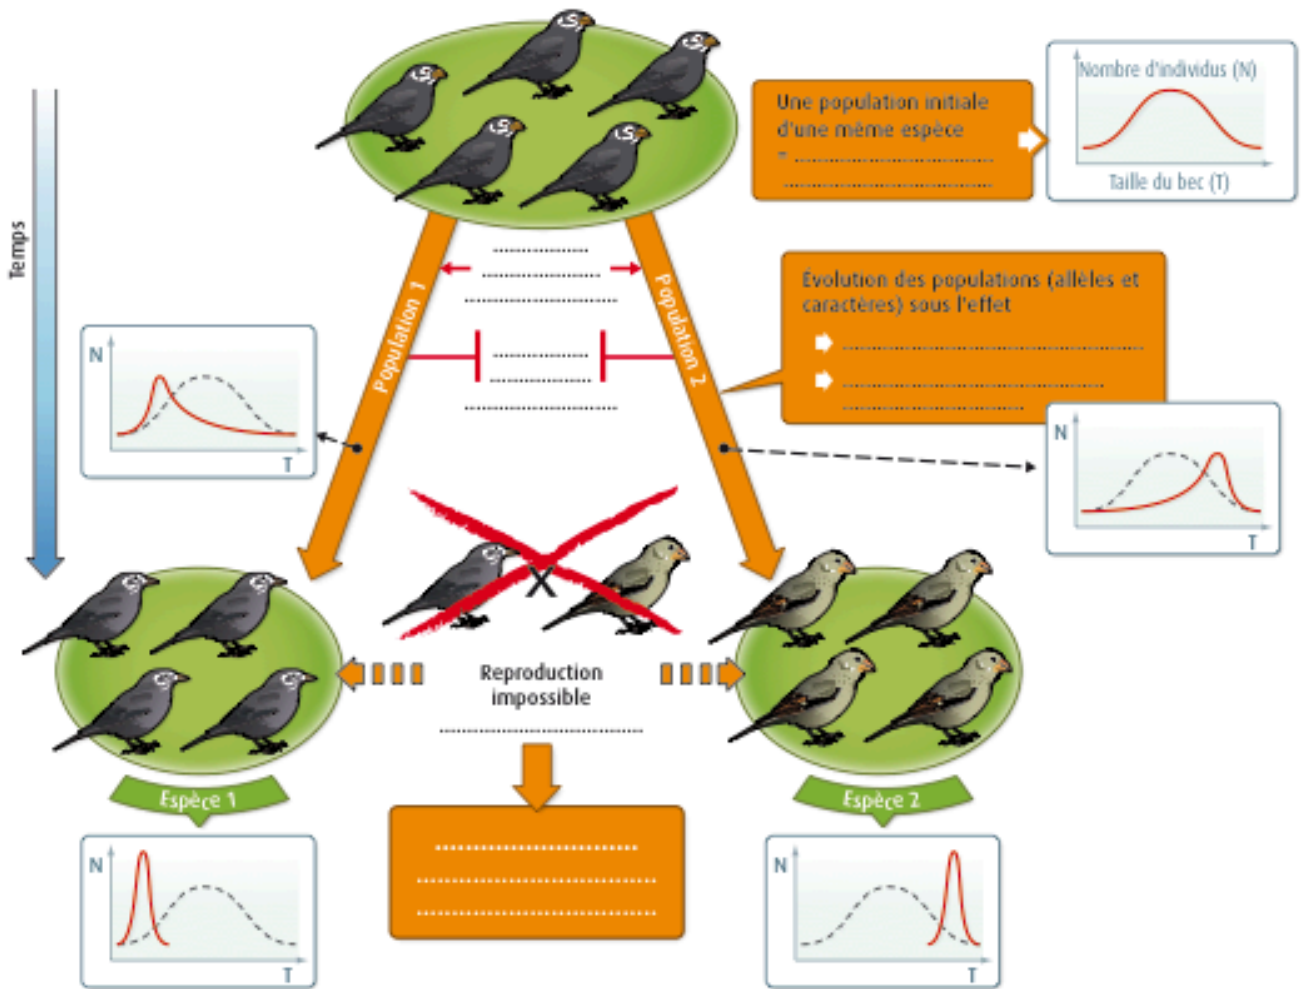 Une population initiale
d'une même espèce
= ........................................
........................................
Nombre d'individus (N)
Taille du bec (T)
Temps
Population 1
Population 2
Évolution des populations (allèles et
caractères) sous l'effet
N
T
N
T
X
Reproduction
impossible
Espèce 1
Espèce 2
N
T
N
T